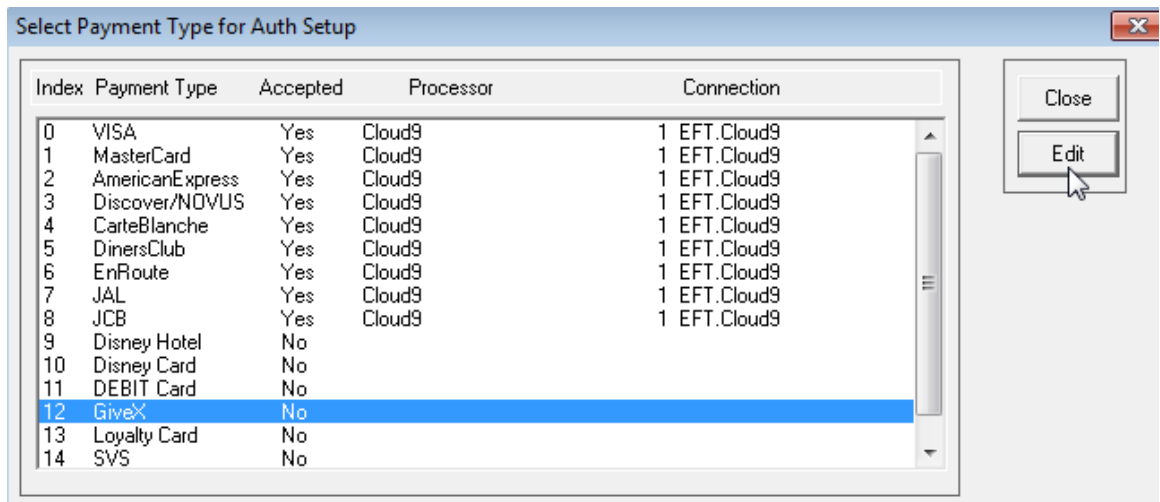 Select Payment Type for Auth Setup
Index Payment Type Accepted Processor Connection
0 VISA Yes Cloud9 1 EFT.Cloud9
1 MasterCard Yes Cloud9 1 EFT.Cloud9
2 AmericanExpress Yes Cloud9 1 EFT.Cloud9
3 Discover/NOVUS Yes Cloud9 1 EFT.Cloud9
4 CarteBlanche Yes Cloud9 1 EFT.Cloud9
5 DinersClub Yes Cloud9 1 EFT.Cloud9
6 EnRoute Yes Cloud9 1 EFT.Cloud9
7 JAL Yes Cloud9 1 EFT.Cloud9
8 JCB Yes Cloud9 1 EFT.Cloud9
9 Disney Hotel No
10 Disney Card No
11 DEBIT Card No
12 GiveX No
13 Loyalty Card No
14 SVS No
Close
Edit